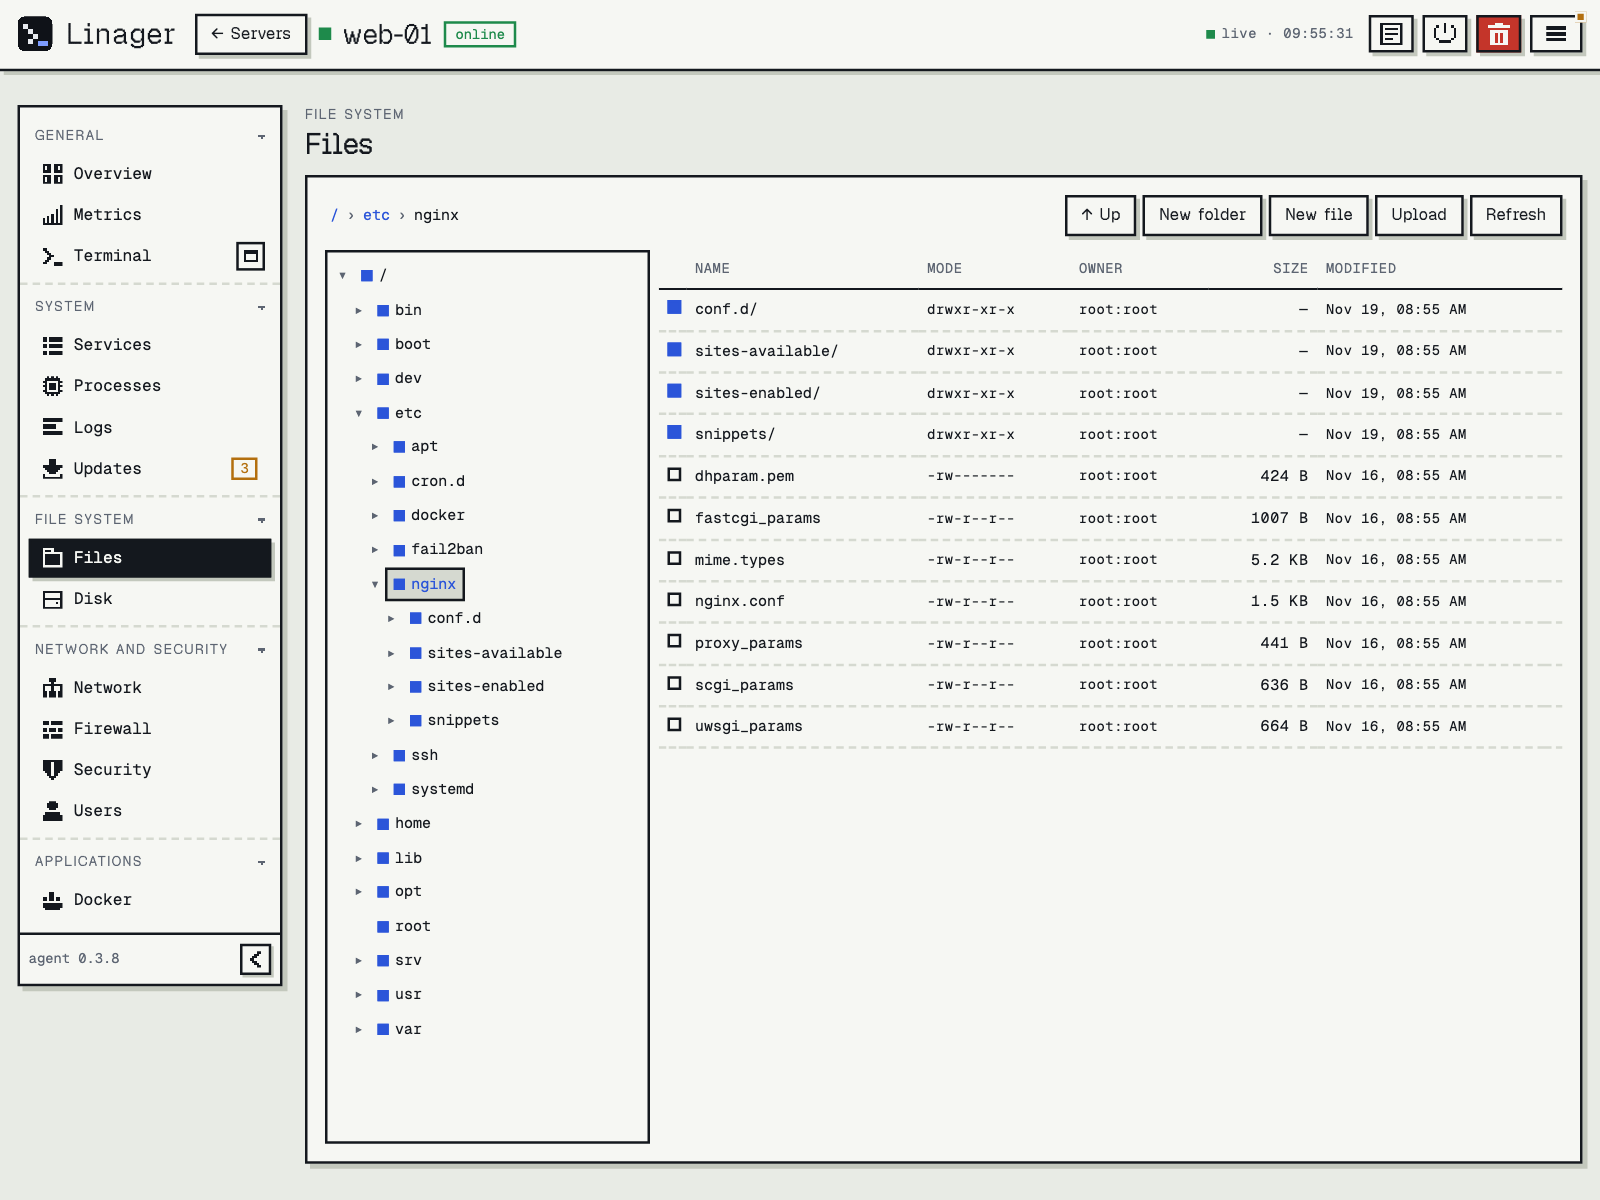 Linager
← Servers
web-01
online
live · 09:55:31
GENERAL
Overview
Metrics
Terminal
SYSTEM
Services
Processes
Logs
Updates 3
FILE SYSTEM
Files
Disk
NETWORK AND SECURITY
Network
Firewall
Security
Users
APPLICATIONS
Docker
agent 0.3.8
FILE SYSTEM
Files
/ › etc › nginx
↑ Up
New folder
New file
Upload
Refresh
/
bin
boot
dev
etc
apt
cron.d
docker
fail2ban
nginx
conf.d
sites-available
sites-enabled
snippets
ssh
systemd
home
lib
opt
root
srv
usr
var
NAME MODE OWNER SIZE MODIFIED
conf.d/ drwxr-xr-x root:root — Nov 19, 08:55 AM
sites-available/ drwxr-xr-x root:root — Nov 19, 08:55 AM
sites-enabled/ drwxr-xr-x root:root — Nov 19, 08:55 AM
snippets/ drwxr-xr-x root:root — Nov 19, 08:55 AM
dhparam.pem -rw------- root:root 424 B Nov 16, 08:55 AM
fastcgi_params -rw-r--r-- root:root 1007 B Nov 16, 08:55 AM
mime.types -rw-r--r-- root:root 5.2 KB Nov 16, 08:55 AM
nginx.conf -rw-r--r-- root:root 1.5 KB Nov 16, 08:55 AM
proxy_params -rw-r--r-- root:root 441 B Nov 16, 08:55 AM
scgi_params -rw-r--r-- root:root 636 B Nov 16, 08:55 AM
uwsgi_params -rw-r--r-- root:root 664 B Nov 16, 08:55 AM